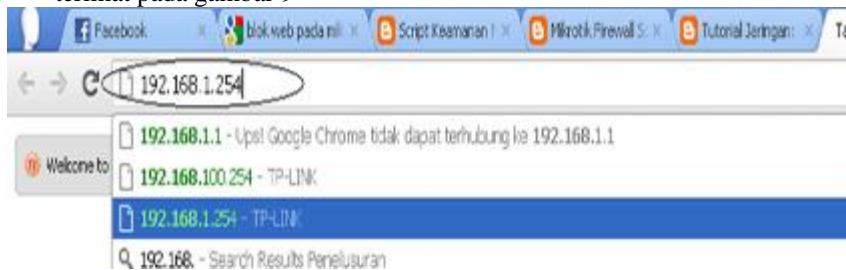 terlihat pada gambar 9
Facebook × blok web pada mi × Script Keamanan × Mikrotik Firewall S × Tutorial Jaringan: × Ta
192.168.1.254
192.168.1.1 - Ups! Google Chrome tidak dapat terhubung ke 192.168.1.1
Welcome to
192.168.100.254 - TP-LINK
192.168.1.254 - TP-LINK
192.168. - Search Results Penelusuran